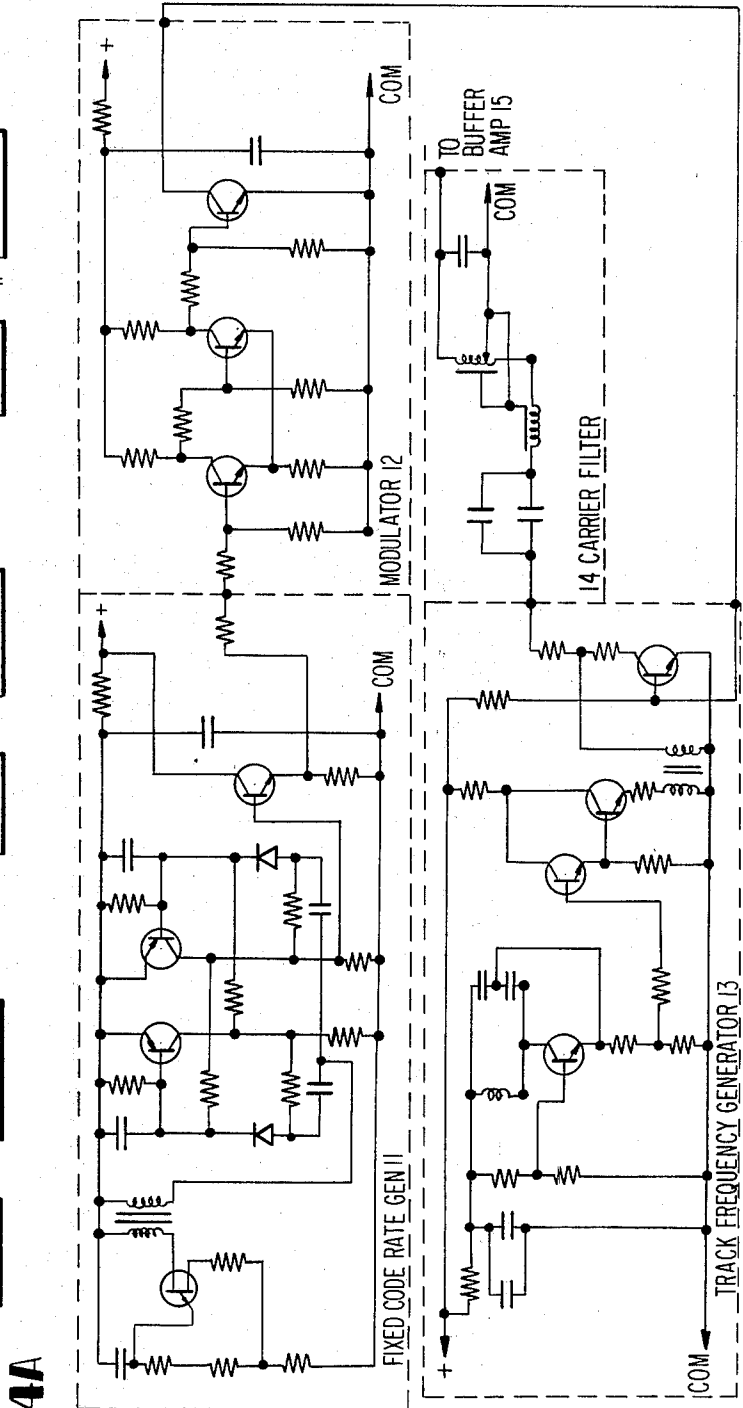 4A
+
COM
MODULATOR 12
TO
BUFFER
AMP 15
COM
14 CARRIER FILTER
+
COM
FIXED CODE RATE GEN 11
TRACK FREQUENCY GENERATOR 13
+
COM